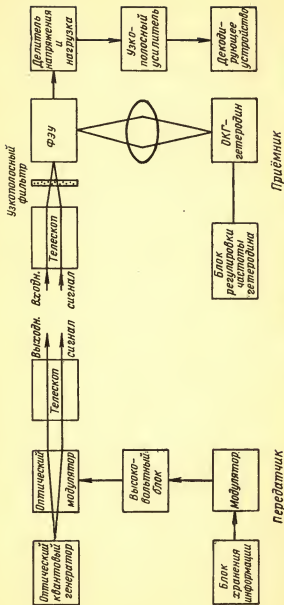 Оптический
квантовый
генератор
Оптический
модулятор
Телескоп
Выходн.
сигнал
Высоко-
вольтный
блок
Блок
хранения
информации
Модулятор
Передатчик
Входн.
сигнал
Телескоп
Узкополосный
фильтр
ФЭУ
Делитель
напряжения
и
нагрузка
Узко-
полосный
усилитель
Декоди-
рующее
устройство
ОКГ-
гетеродин
Блок
регулировки
частоты
гетеродина
Приёмник